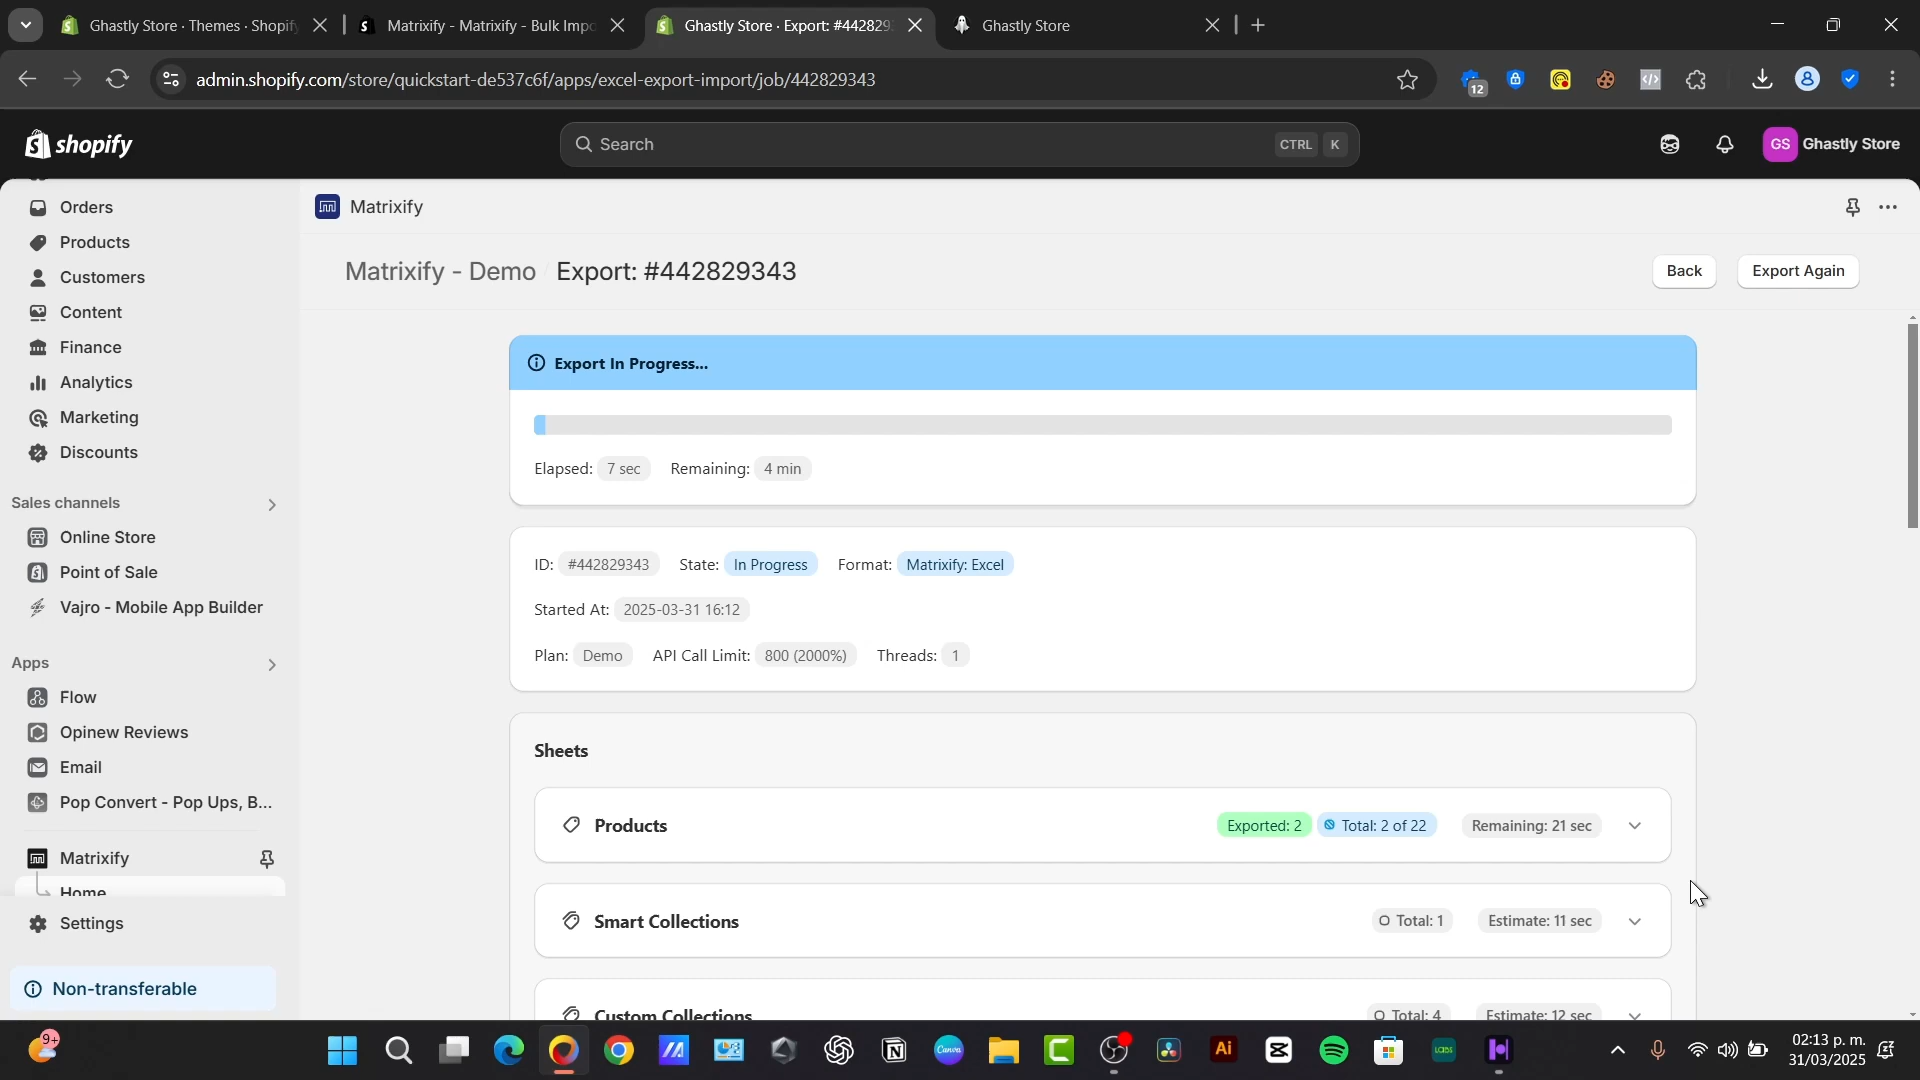 Ghastly Store · Themes · Shopify
Matrixify - Matrixify - Bulk Impo
Ghastly Store · Export: #442829
Ghastly Store
admin.shopify.com/store/quickstart-de537c6f/apps/excel-export-import/job/442829343
12
shopify
Search
CTRL K
GS Ghastly Store
Orders
Products
Customers
Content
Finance
Analytics
Marketing
Discounts
Sales channels
Online Store
Point of Sale
Vajro - Mobile App Builder
Apps
Flow
Opinew Reviews
Email
Pop Convert - Pop Ups, B...
Matrixify
Home
Settings
Non-transferable
Matrixify
Matrixify - Demo Export: #442829343
Back
Export Again
Export In Progress...
Elapsed: 7 sec Remaining: 4 min
ID: #442829343 State: In Progress Format: Matrixify: Excel
Started At: 2025-03-31 16:12
Plan: Demo API Call Limit: 800 (2000%) Threads: 1
Sheets
Products Exported: 2 Total: 2 of 22 Remaining: 21 sec
Smart Collections Total: 1 Estimate: 11 sec
Custom Collections Total: 4 Estimate: 12 sec
9+
Canva
Ai
02:13 p. m.
31/03/2025